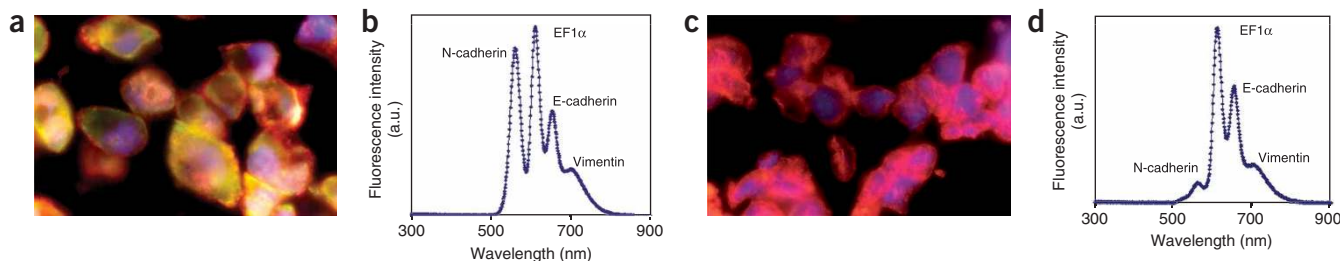 a
b
Fluorescence intensity
(a.u.)
N-cadherin
EF1α
E-cadherin
Vimentin
300
500
700
900
Wavelength (nm)
c
d
Fluorescence intensity
(a.u.)
N-cadherin
EF1α
E-cadherin
Vimentin
300
500
700
900
Wavelength (nm)